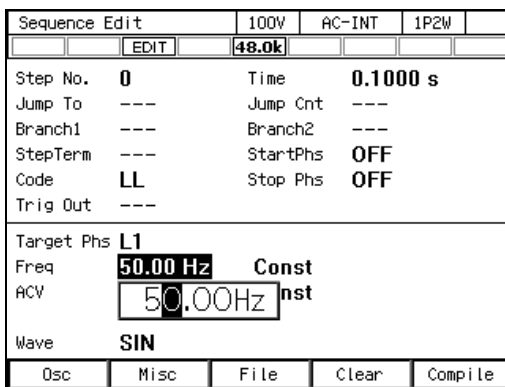 Sequence Edit 100V AC-INT 1P2W
EDIT 48.0k
Step No. 0 Time 0.1000 s
Jump To --- Jump Cnt ---
Branch1 --- Branch2 ---
StepTerm --- StartPhs OFF
Code LL Stop Phs OFF
Trig Out ---
Target Phs L1
Freq 50.00 Hz Const
ACV 50.00Hz nst
Wave SIN
Osc Misc File Clear Compile